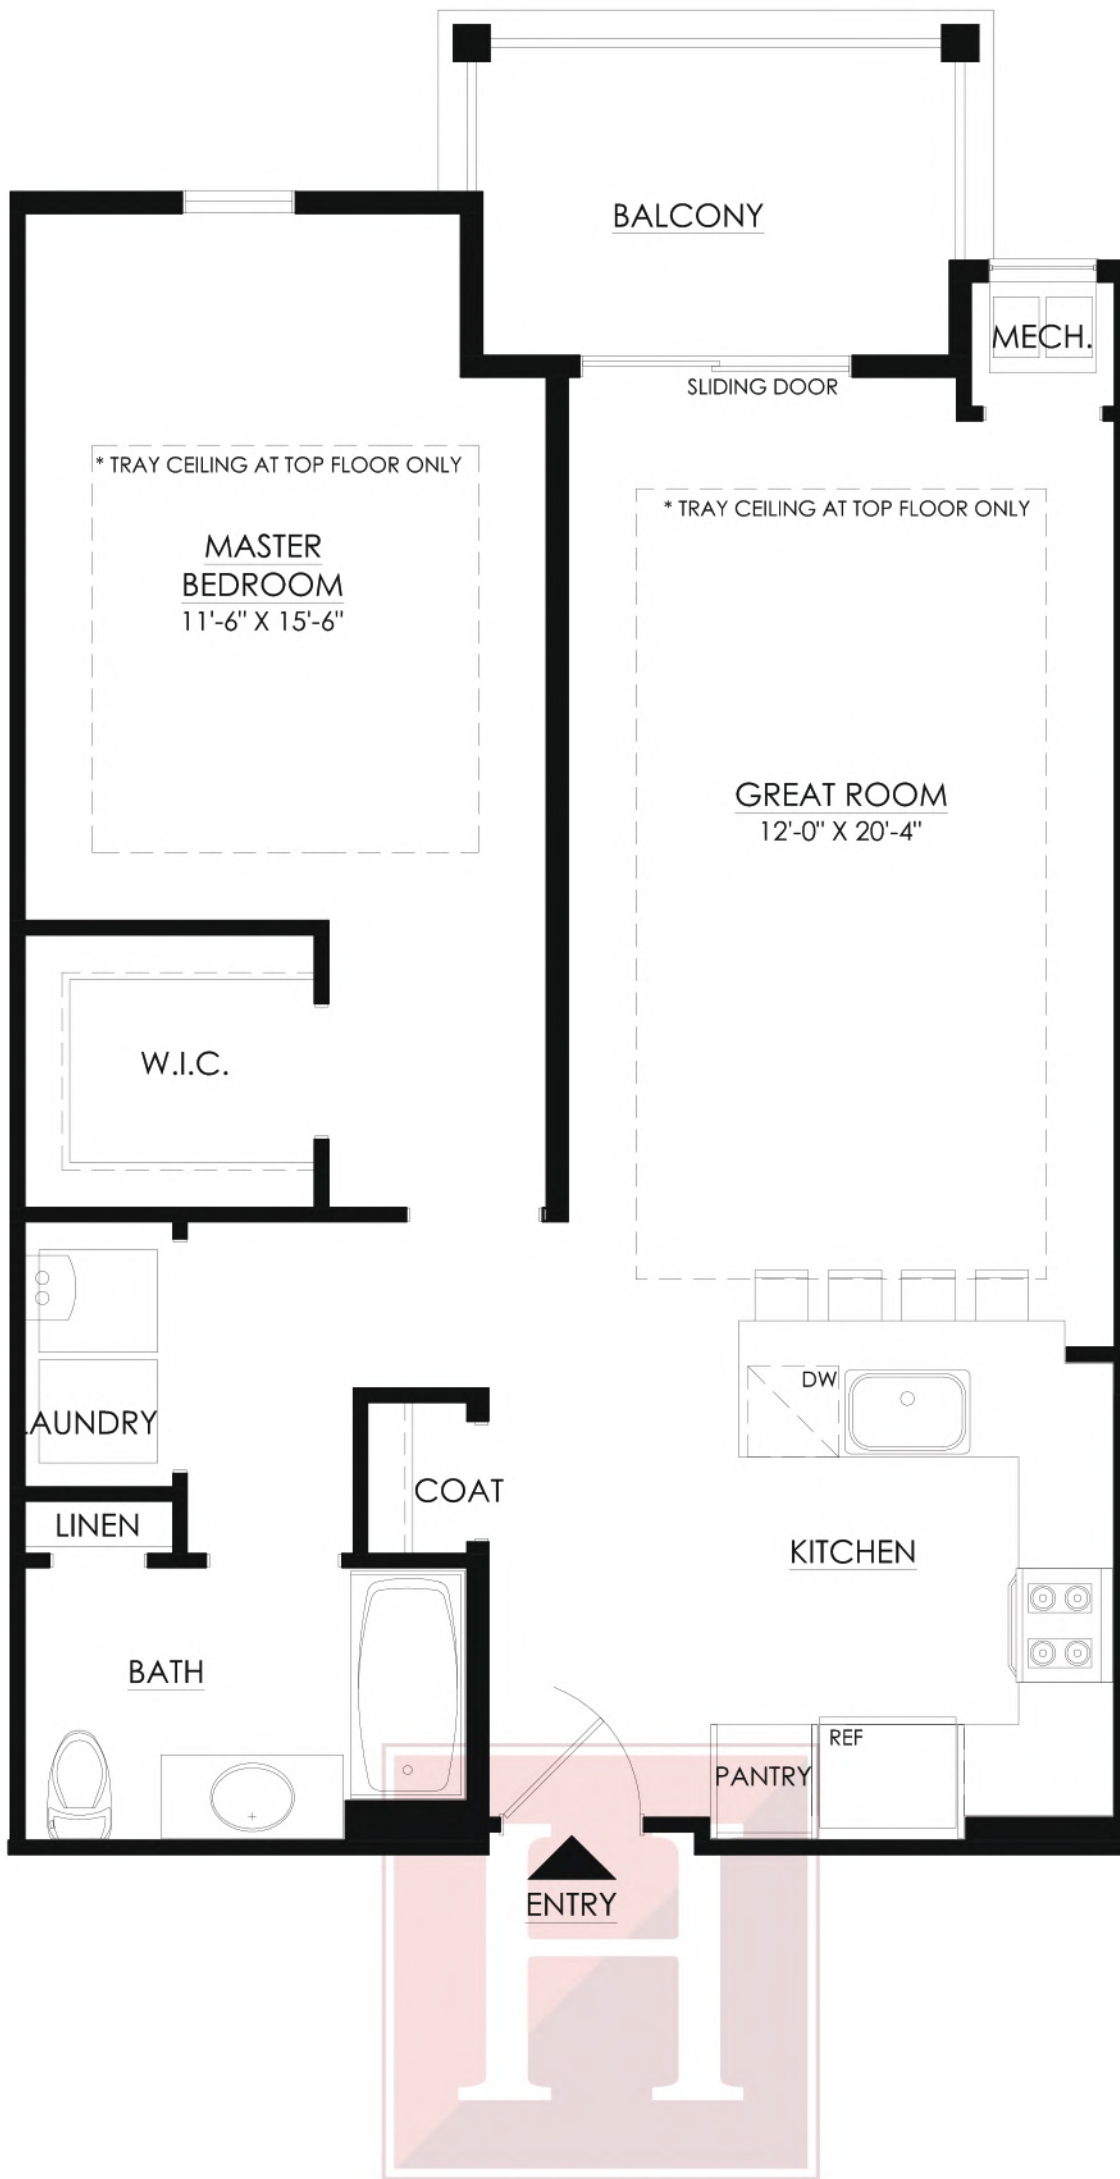 BALCONY
MECH.
SLIDING DOOR
* TRAY CEILING AT TOP FLOOR ONLY
* TRAY CEILING AT TOP FLOOR ONLY
MASTER
BEDROOM
11'-6" X 15'-6"
GREAT ROOM
12'-0" X 20'-4"
W.I.C.
DW
LAUNDRY
COAT
LINEN
KITCHEN
BATH
REF
PANTRY
ENTRY
H